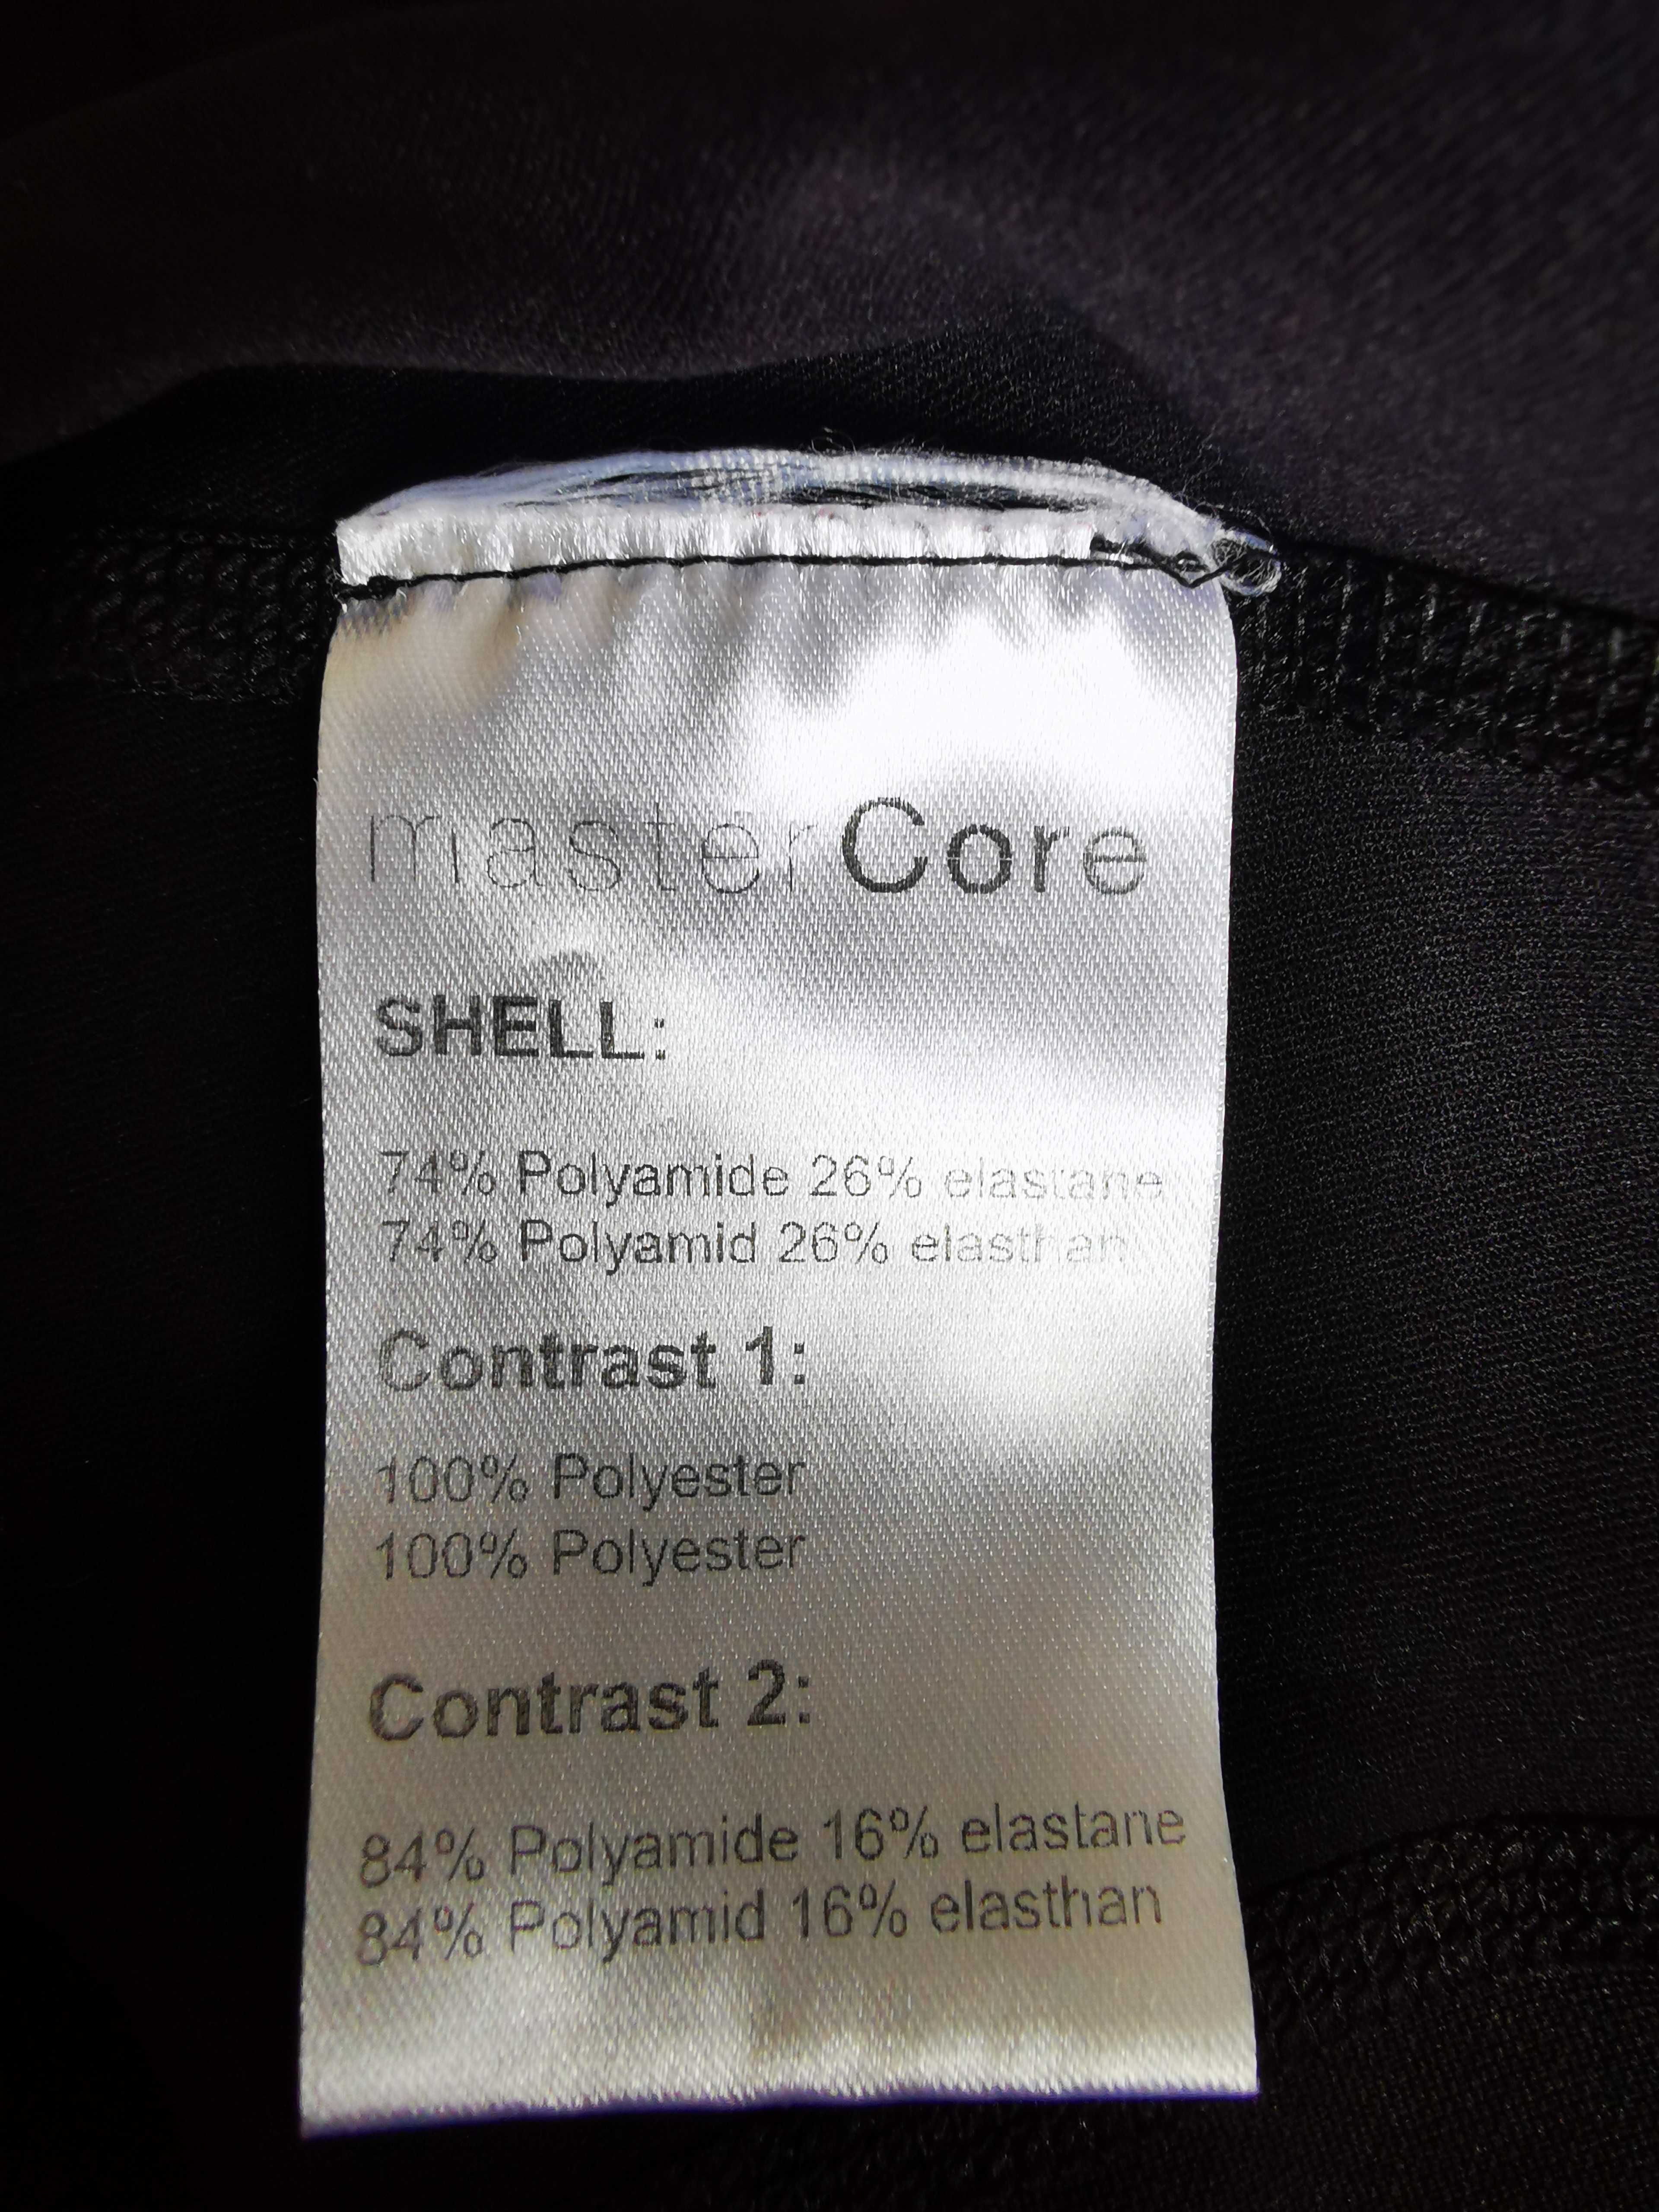 masterCore
SHELL:
74% Polyamide 26% elastane
74% Polyamid 26% elasthan
Contrast 1:
100% Polyester
100% Polyester
Contrast 2:
84% Polyamide 16% elastane
84% Polyamid 16% elasthan